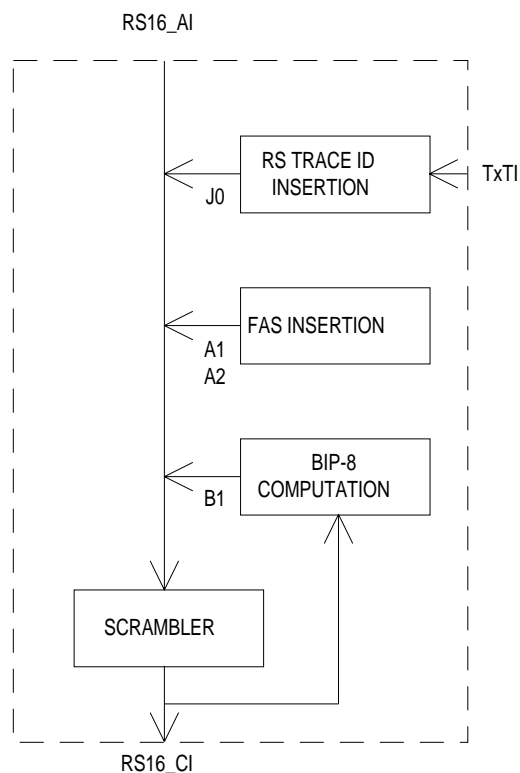 RS16_AI
RS TRACE ID
INSERTION
TxTI
J0
FAS INSERTION
A1
A2
BIP-8
COMPUTATION
B1
SCRAMBLER
RS16_CI